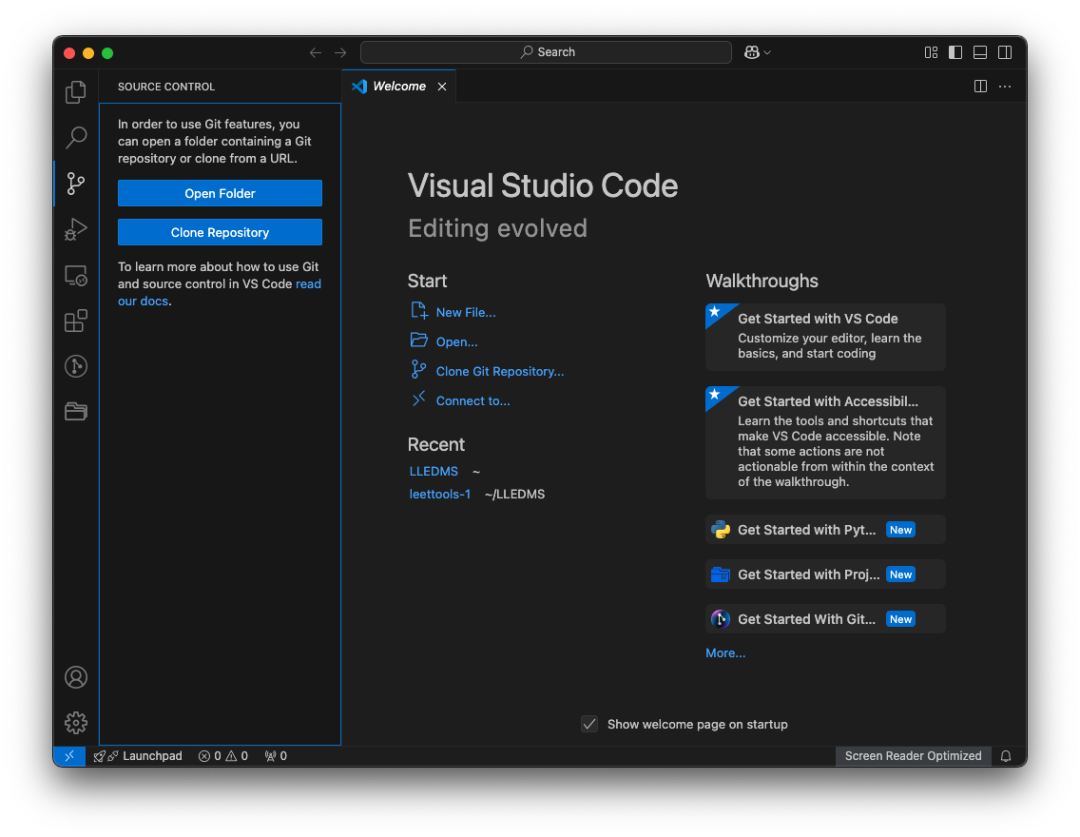 Search
SOURCE CONTROL
In order to use Git features, you
can open a folder containing a Git
repository or clone from a URL.
Open Folder
Clone Repository
To learn more about how to use Git
and source control in VS Code read
our docs.
Welcome
Visual Studio Code
Editing evolved
Start
New File...
Open...
Clone Git Repository...
Connect to...
Recent
LLEDMS ~
leettools-1 ~/LLEDMS
Walkthroughs
Get Started with VS Code
Customize your editor, learn the
basics, and start coding
Get Started with Accessibil...
Learn the tools and shortcuts that
make VS Code accessible. Note
that some actions are not
actionable from within the context
of the walkthrough.
Get Started with Pyt... New
Get Started with Proj... New
Get Started With Git... New
More...
Show welcome page on startup
Launchpad 0 0 0
Screen Reader Optimized